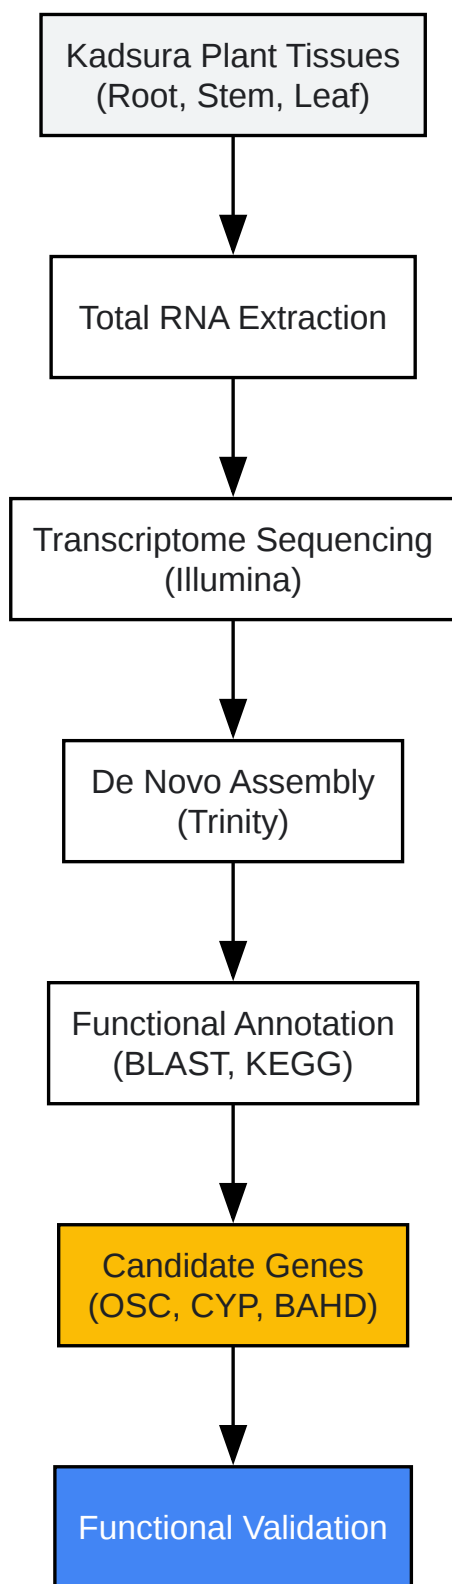 Kadsura Plant Tissues
(Root, Stem, Leaf)
Total RNA Extraction
Transcriptome Sequencing
(Illumina)
De Novo Assembly
(Trinity)
Functional Annotation
(BLAST, KEGG)
Candidate Genes
(OSC, CYP, BAHD)
Functional Validation